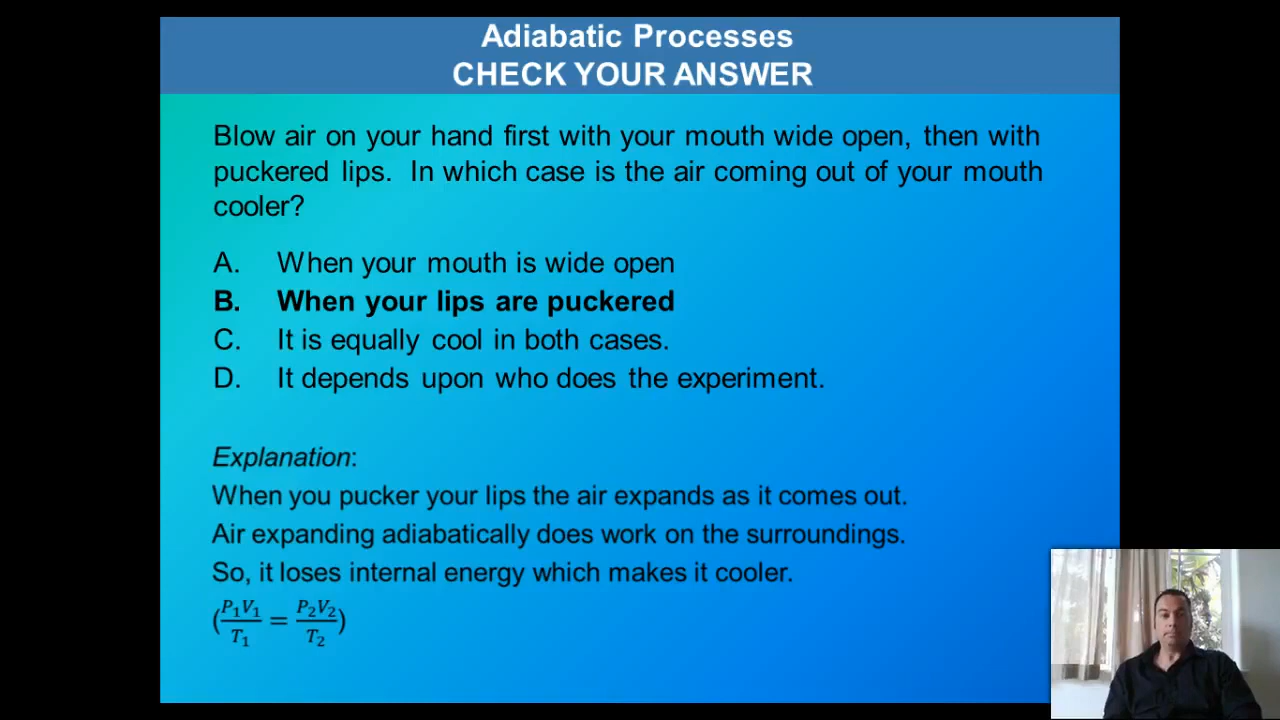 Adiabatic Processes
CHECK YOUR ANSWER
Blow air on your hand first with your mouth wide open, then with
puckered lips. In which case is the air coming out of your mouth
cooler?
A. When your mouth is wide open
B. When your lips are puckered
C. It is equally cool in both cases.
D. It depends upon who does the experiment.
Explanation:
When you pucker your lips the air expands as it comes out.
Air expanding adiabatically does work on the surroundings.
So, it loses internal energy which makes it cooler.
(P₁V₁/T₁ = P₂V₂/T₂)